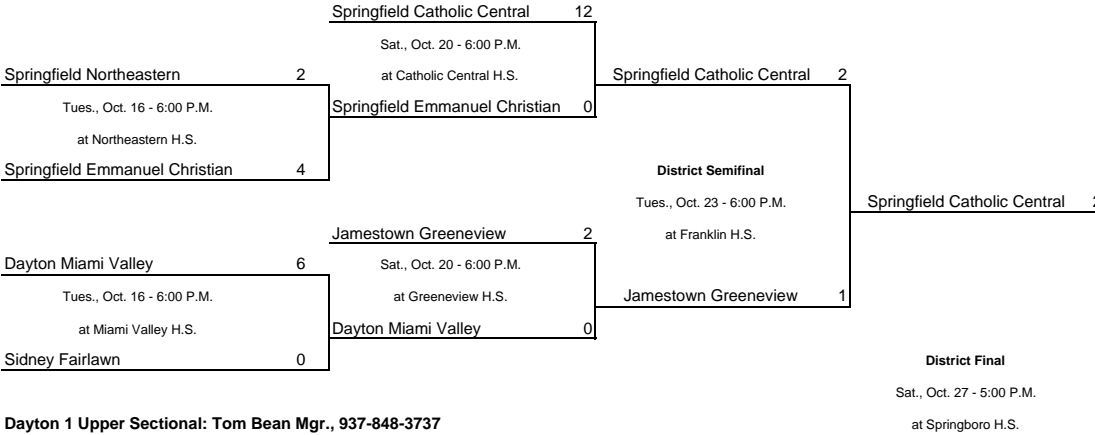 Springfield Catholic Central 12
Sat., Oct. 20 - 6:00 P.M.
Springfield Northeastern 2
at Catholic Central H.S.
Springfield Catholic Central 2
Tues., Oct. 16 - 6:00 P.M.
Springfield Emmanuel Christian 0
at Northeastern H.S.
Springfield Emmanuel Christian 4
District Semifinal
Tues., Oct. 23 - 6:00 P.M.
Springfield Catholic Central
Jamestown Greeneview 2
at Franklin H.S.
Dayton Miami Valley 6
Sat., Oct. 20 - 6:00 P.M.
Tues., Oct. 16 - 6:00 P.M.
at Greeneview H.S.
Jamestown Greeneview 1
at Miami Valley H.S.
Dayton Miami Valley 0
Sidney Fairlawn 0
District Final
Sat., Oct. 27 - 5:00 P.M.
Dayton 1 Upper Sectional: Tom Bean Mgr., 937-848-3737
at Springboro H.S.